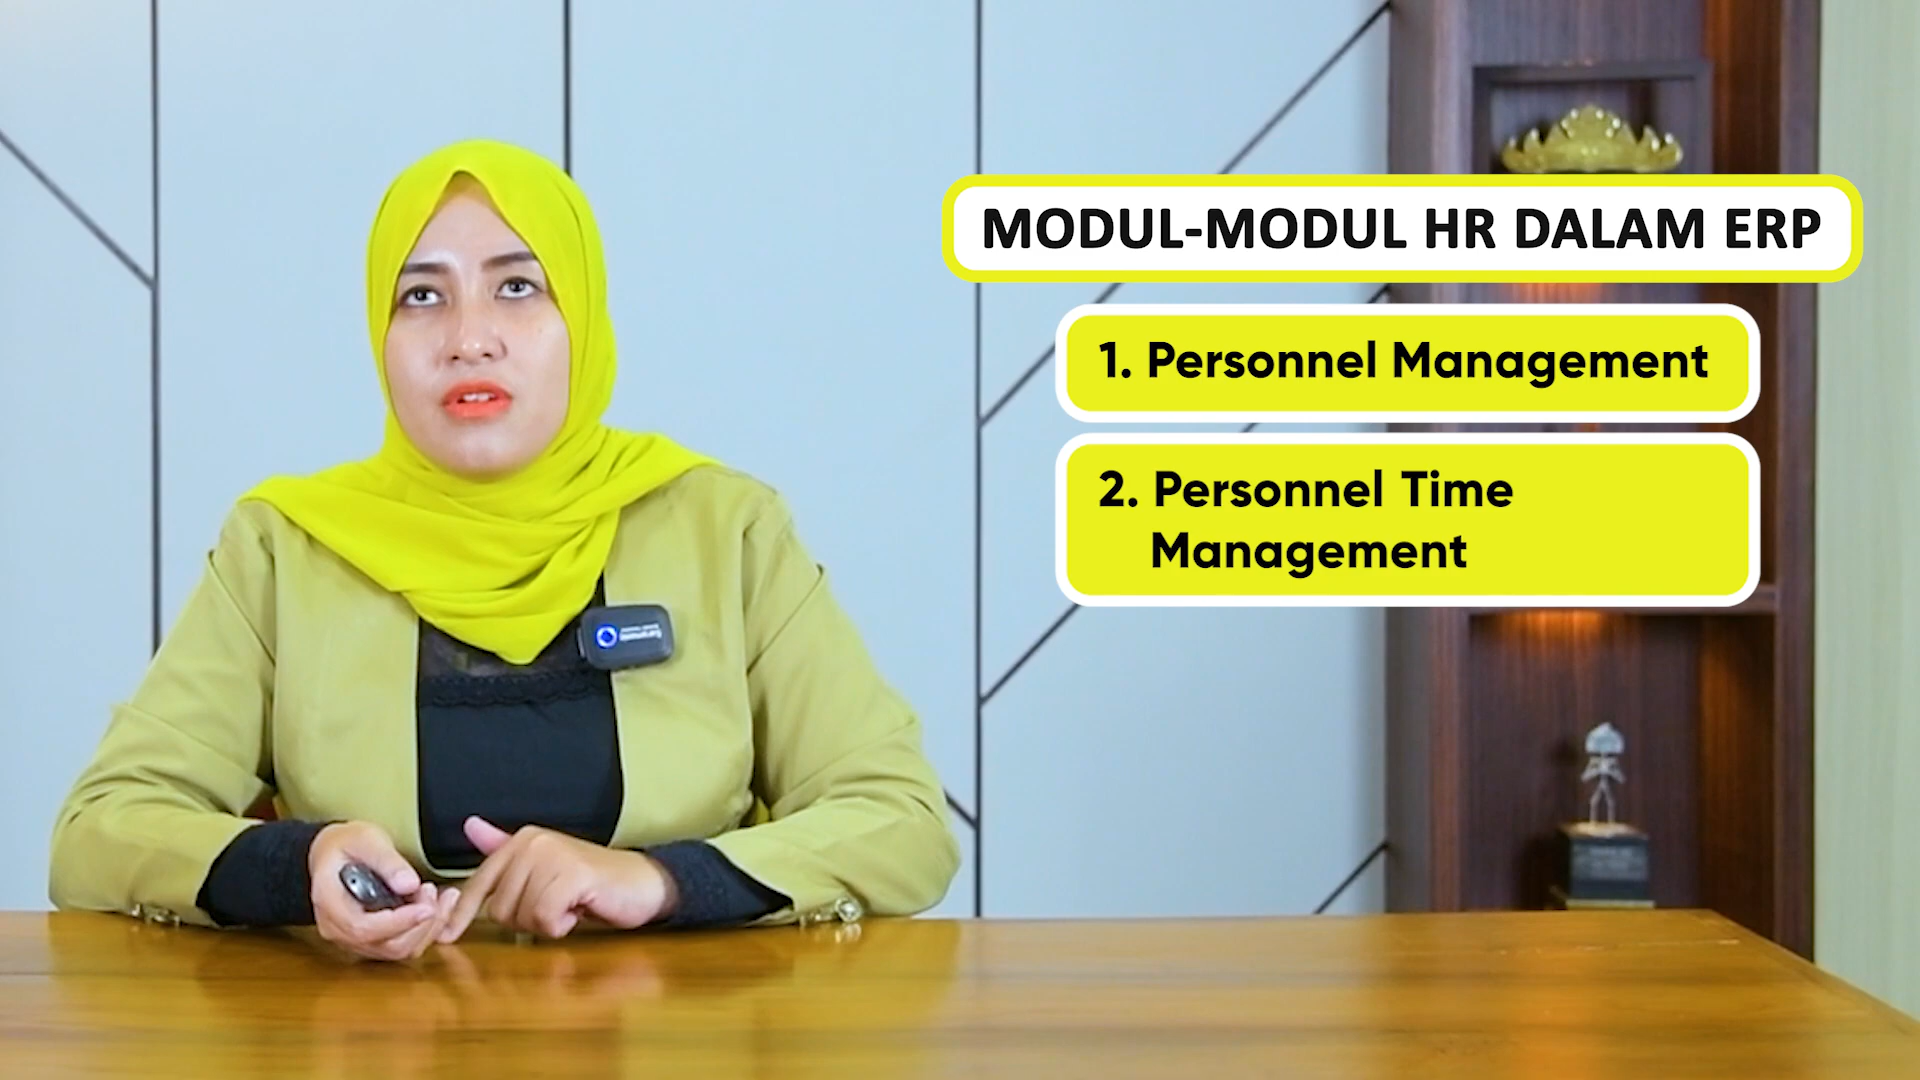 MODUL-MODUL HR DALAM ERP
1. Personnel Management
2. Personnel Time
Management